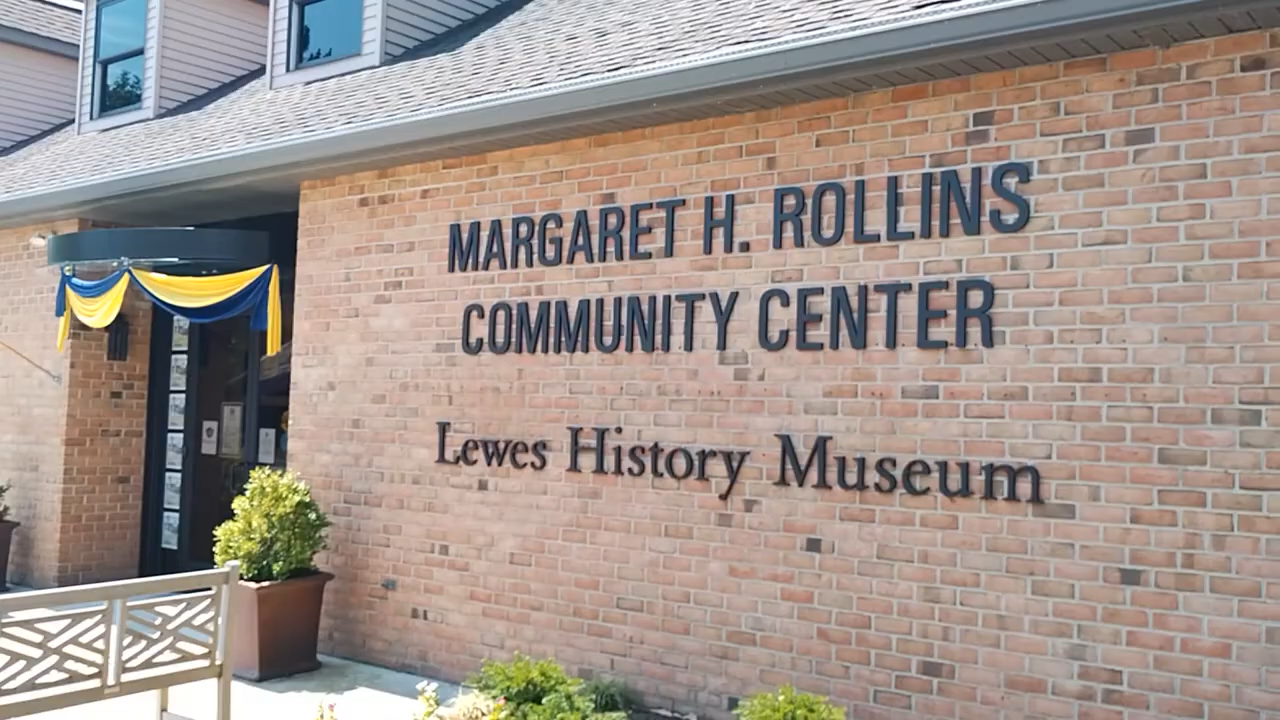 MARGARET H. ROLLINS
COMMUNITY CENTER
Lewes History Museum